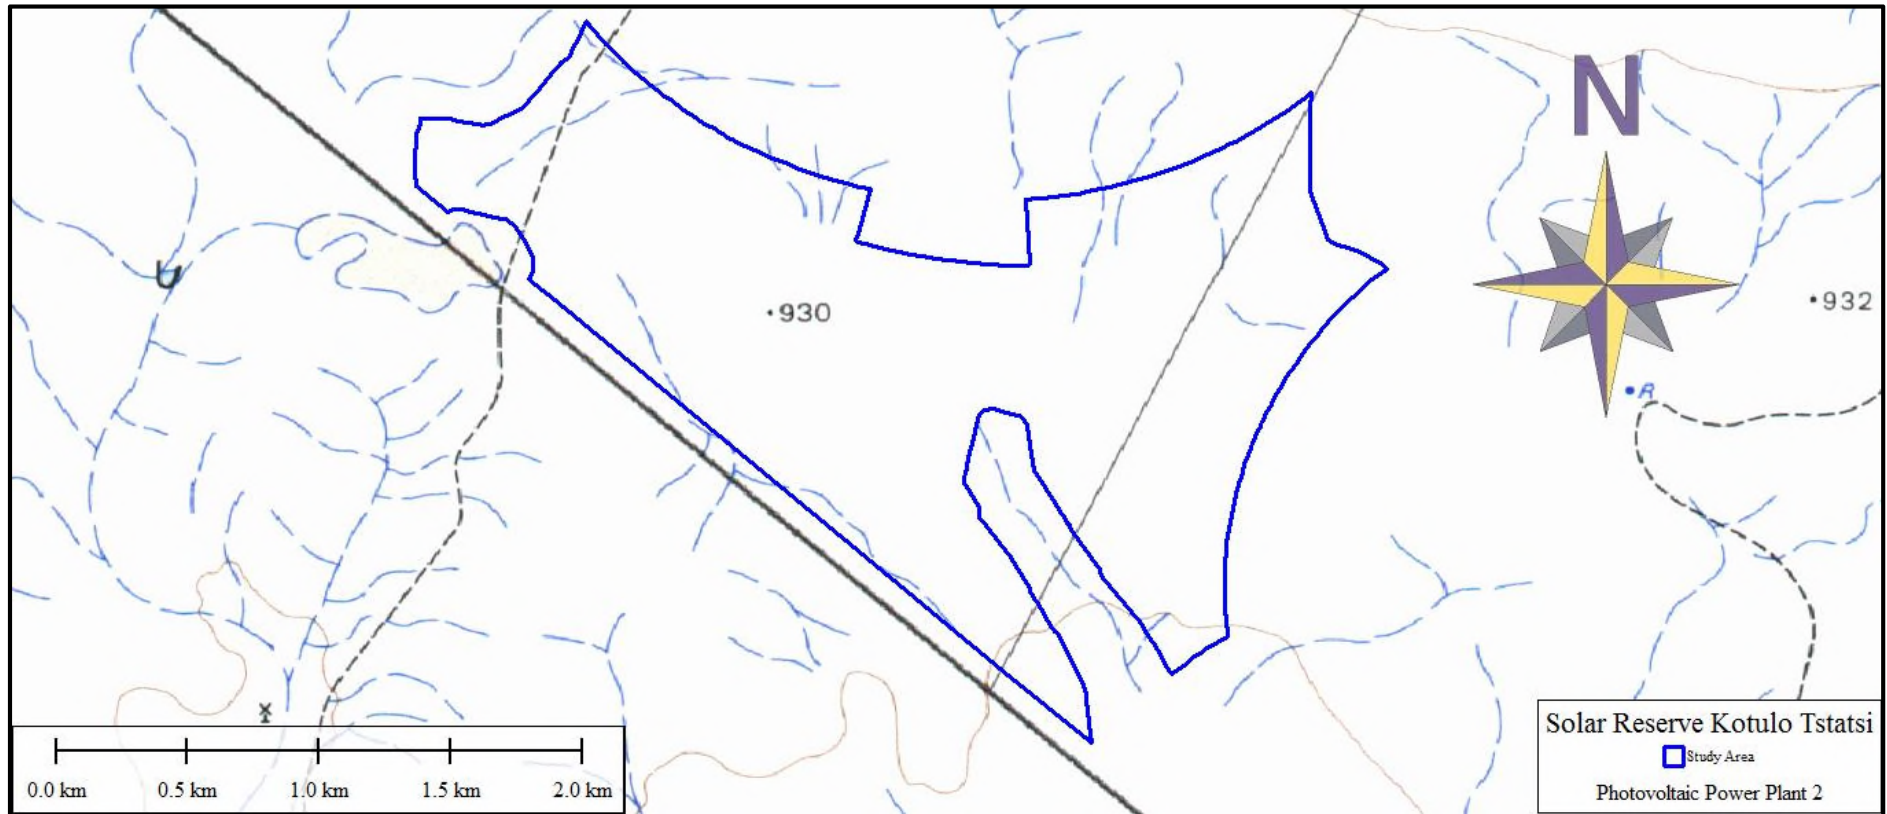 N
930
932
R
Solar Reserve Kotulo Tstatsi
Study Area
Photovoltaic Power Plant 2
0.0 km 0.5 km 1.0 km 1.5 km 2.0 km